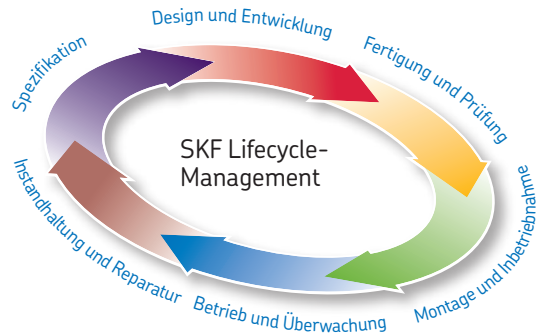 Spezifikation
Design und Entwicklung
Fertigung und Prüfung
Montage und Inbetriebnahme
Betrieb und Überwachung
Instandhaltung und Reparatur
SKF Lifecycle-
Management